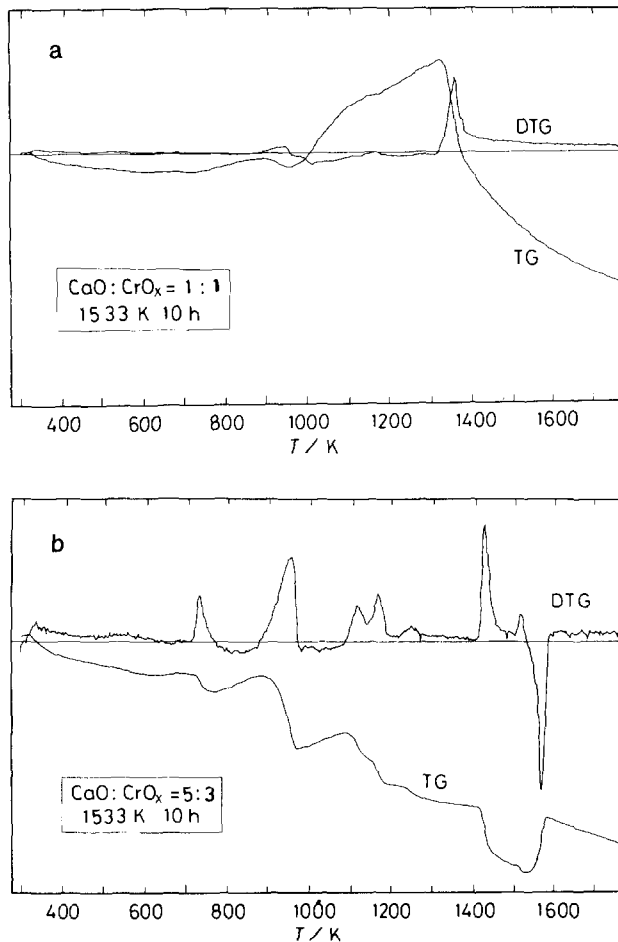 a
DTG
TG
CaO : CrOx = 1 : 1
1533 K 10 h
400 600 800 1000 1200 1400 1600
T / K
b
DTG
TG
CaO : CrOx = 5 : 3
1533 K 10 h
400 600 800 1000 1200 1400 1600
T / K